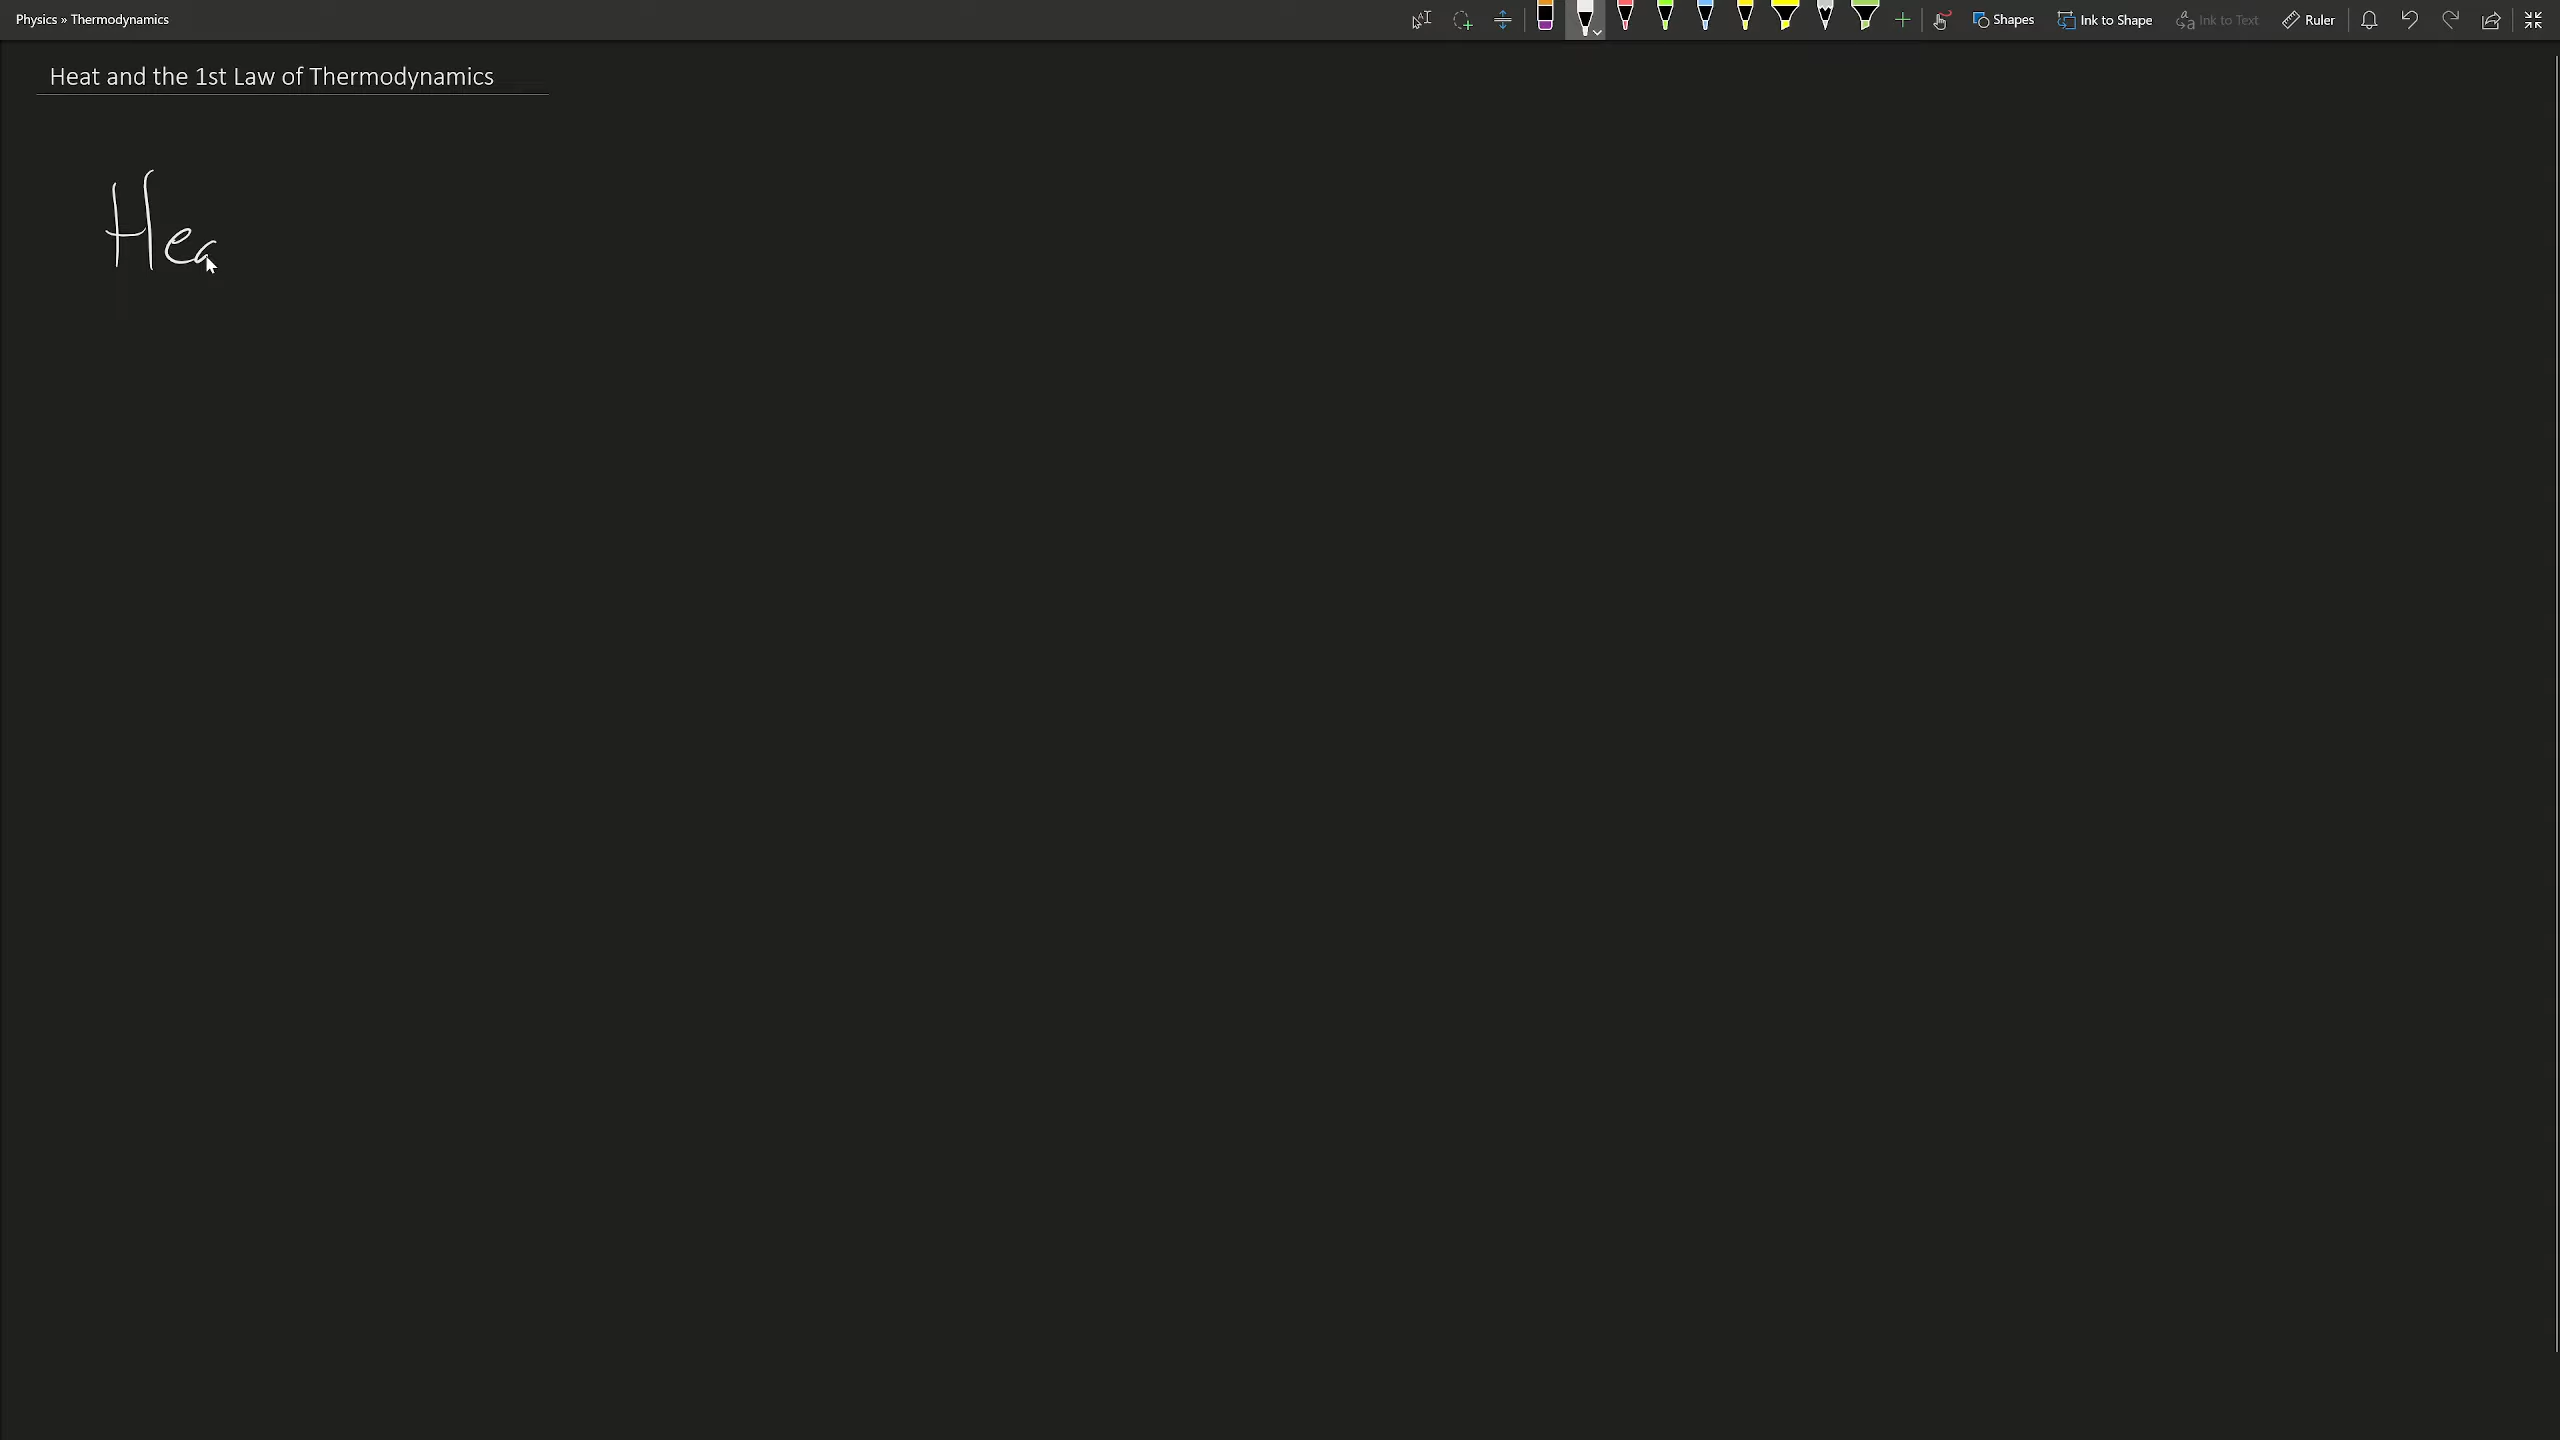 Physics » Thermodynamics
Shapes
Ink to Shape
Ink to Text
Ruler
Heat and the 1st Law of Thermodynamics
Hea